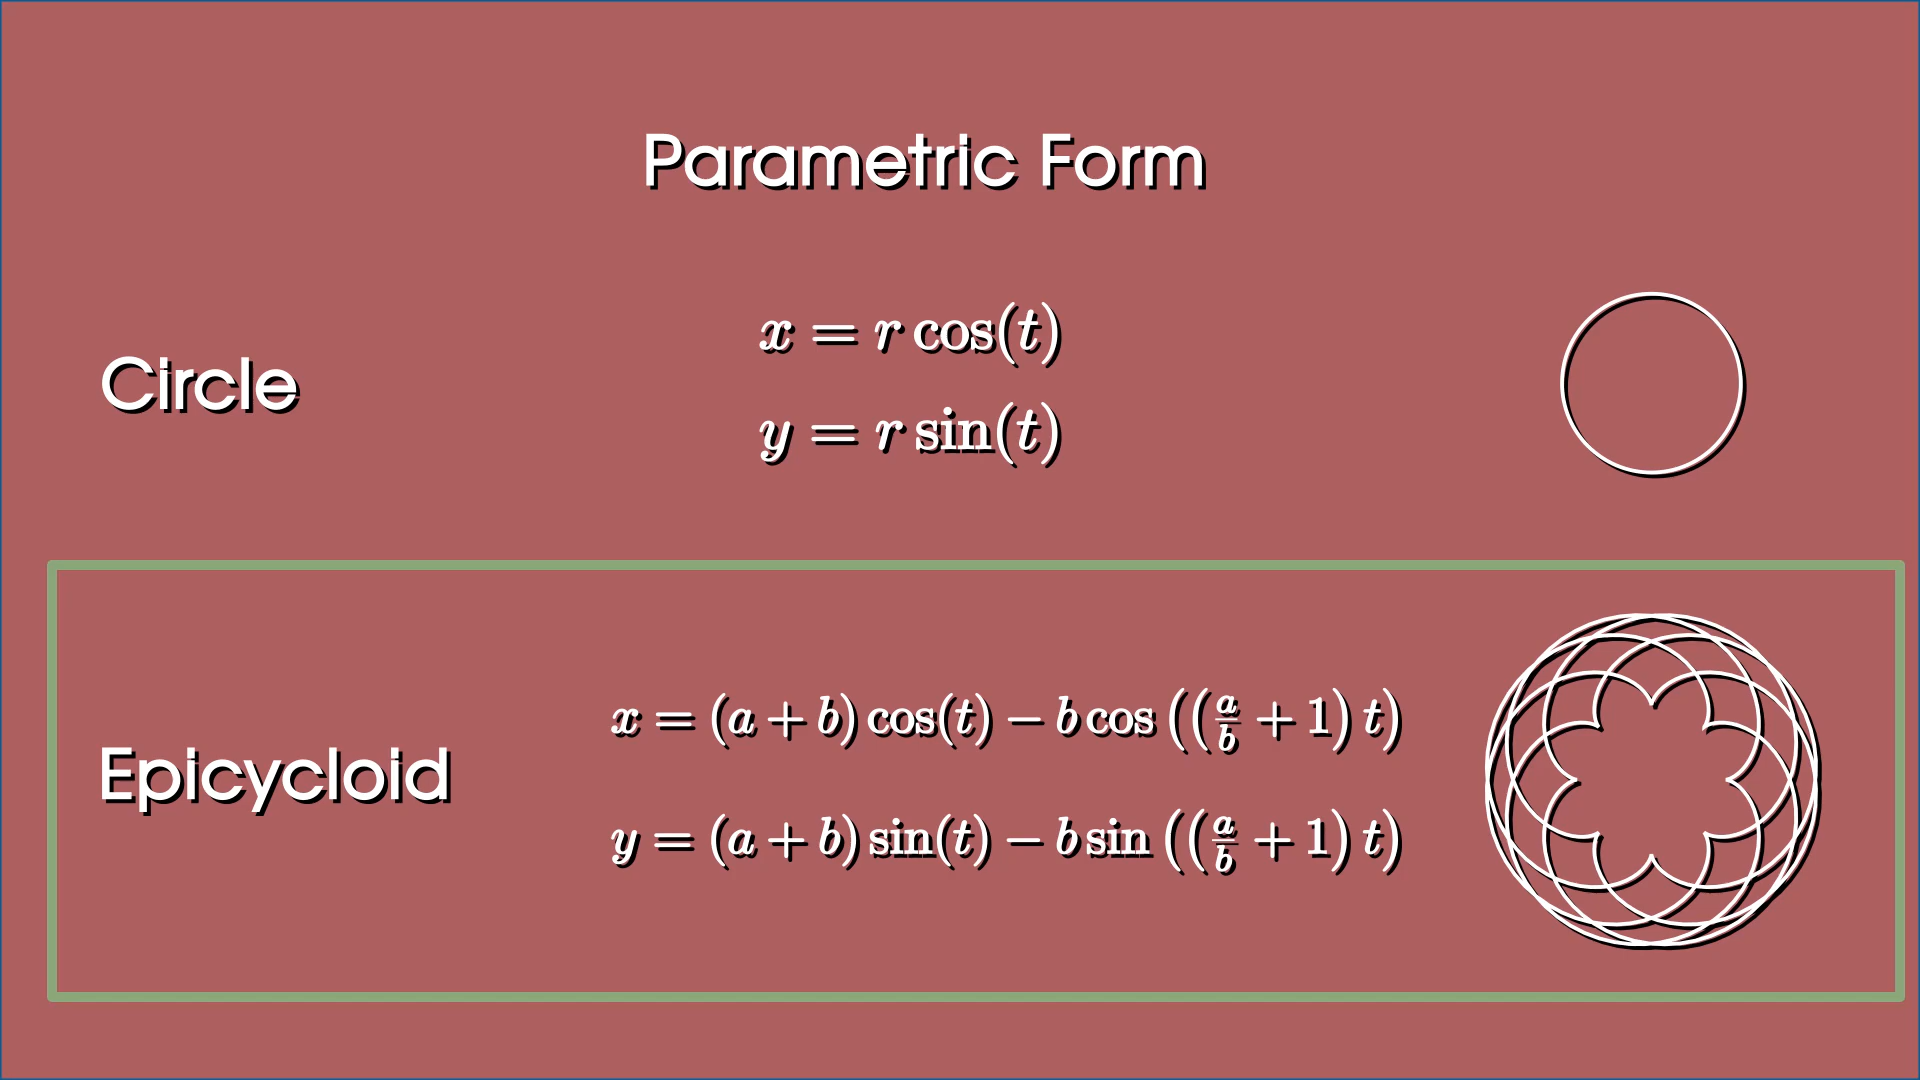 Parametric Form
x = r cos(t)
Circle
y = r sin(t)
x = (a + b) cos(t) − b cos ((a/b + 1) t)
Epicycloid
y = (a + b) sin(t) − b sin ((a/b + 1) t)